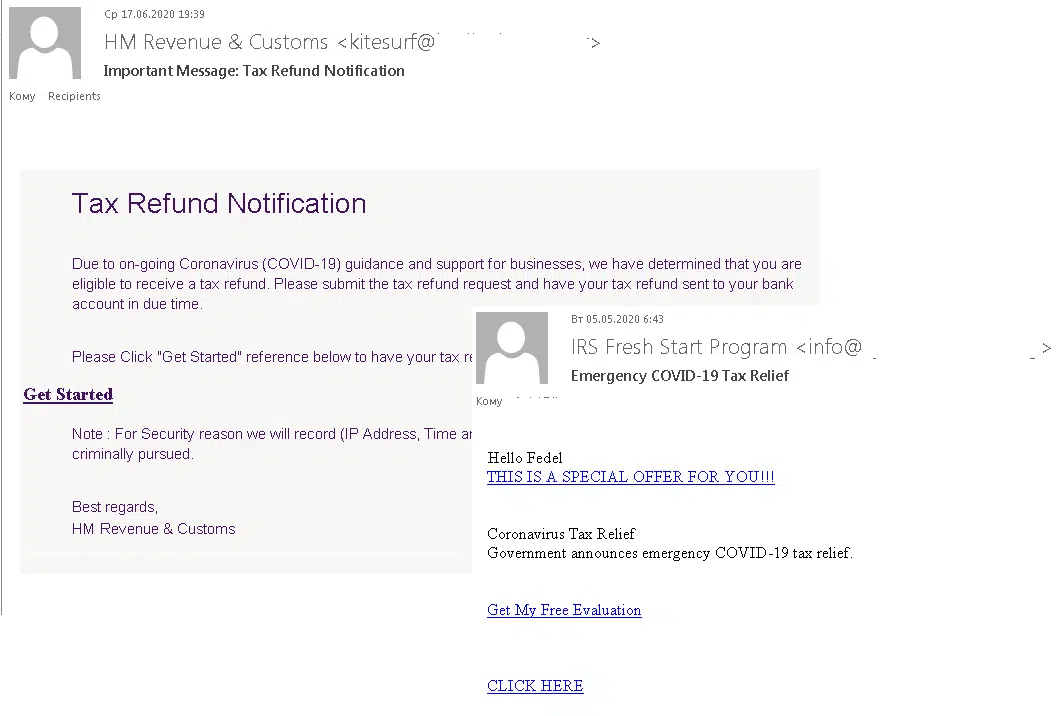 Ср 17.06.2020 19:39
HM Revenue & Customs <kitesurf@ >
Important Message: Tax Refund Notification
Кому Recipients
Tax Refund Notification
Due to on-going Coronavirus (COVID-19) guidance and support for businesses, we have determined that you are
eligible to receive a tax refund. Please submit the tax refund request and have your tax refund sent to your bank
account in due time.
Please Click "Get Started" reference below to have your tax
Get Started
Note : For Security reason we will record (IP Address, Time
criminally pursued.
Best regards,
HM Revenue & Customs
Вт 05.05.2020 6:43
IRS Fresh Start Program <info@ >
Emergency COVID-19 Tax Relief
Кому
Hello Fedel
THIS IS A SPECIAL OFFER FOR YOU!!!
Coronavirus Tax Relief
Government announces emergency COVID-19 tax relief.
Get My Free Evaluation
CLICK HERE